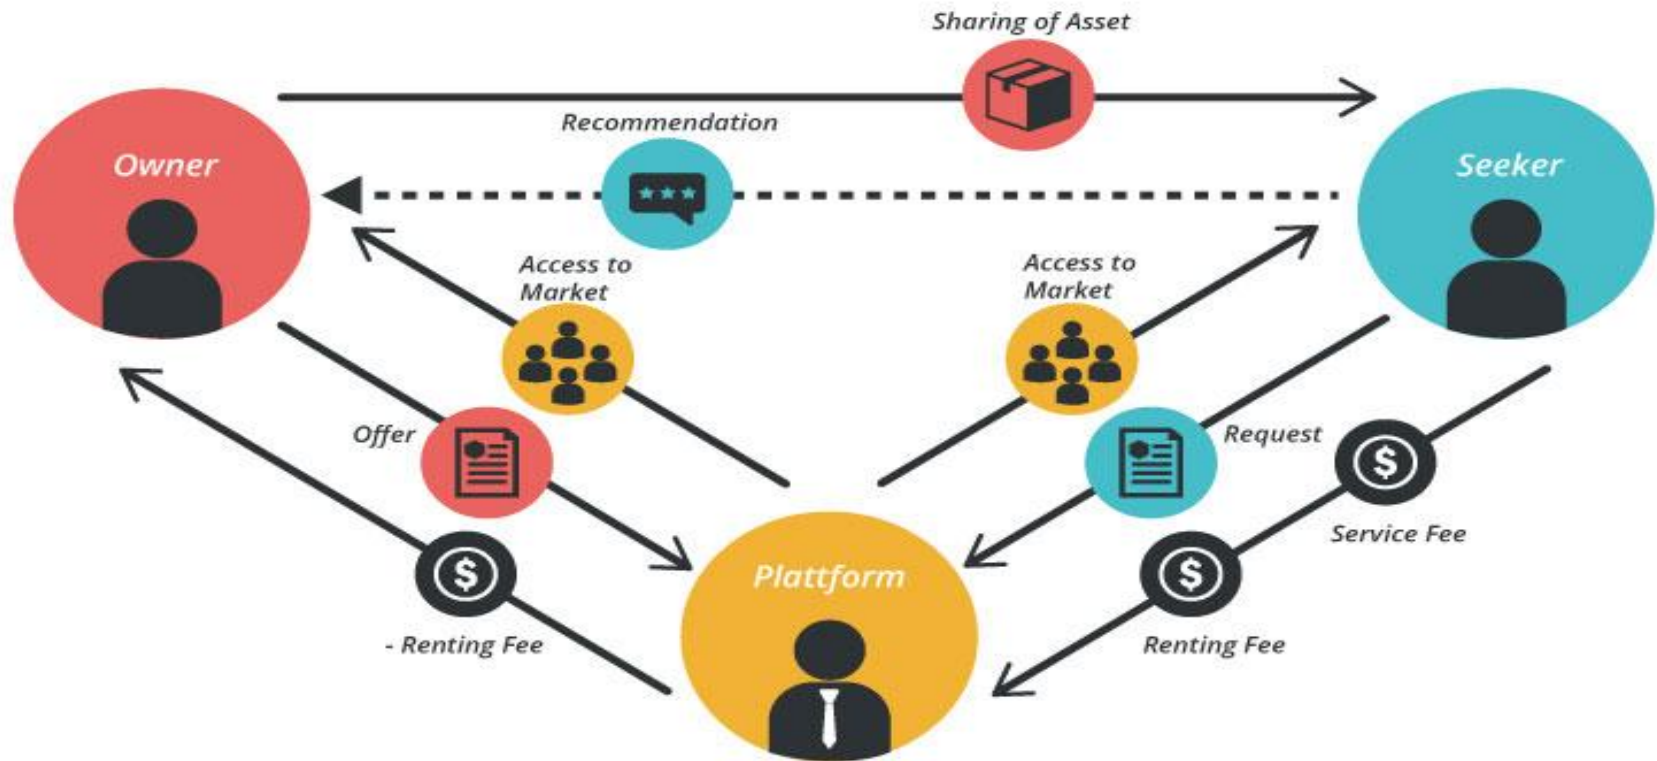 Sharing of Asset
Recommendation
Owner
Seeker
Access to
Market
Access to
Market
Offer
Request
$
Service Fee
$
- Renting Fee
Plattform
$
Renting Fee